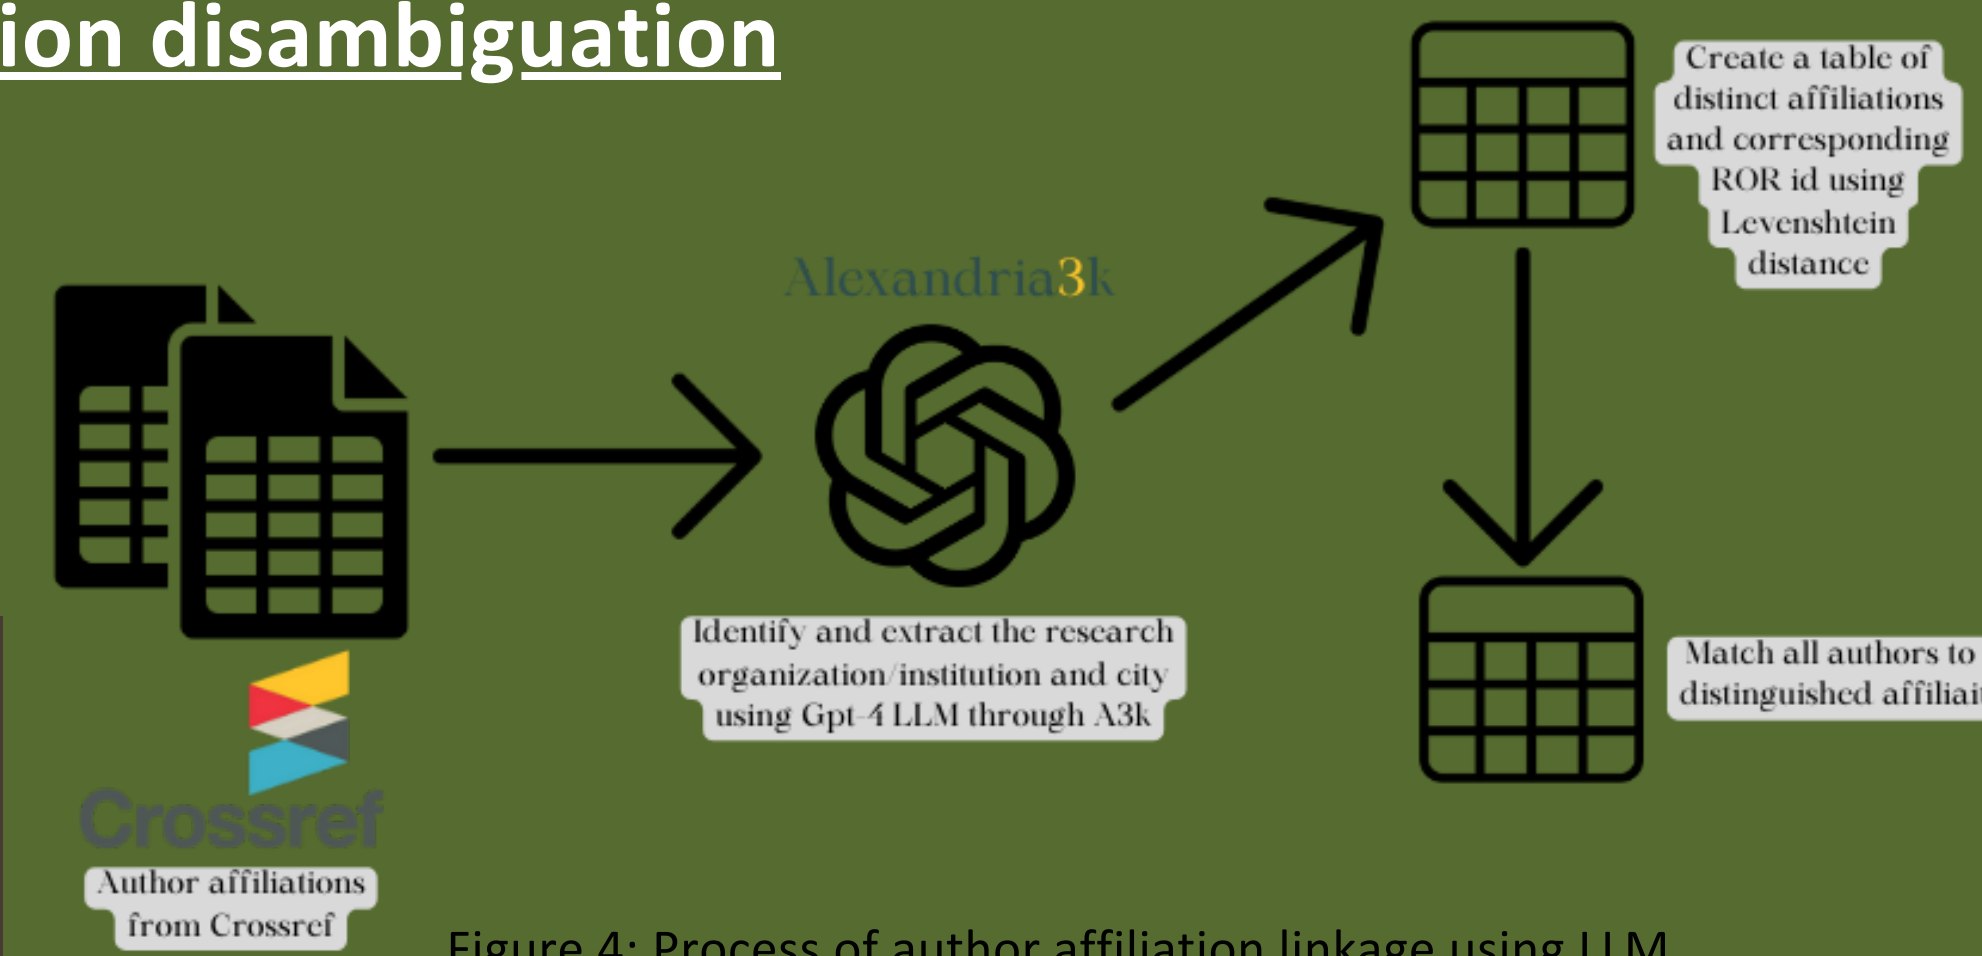 ion disambiguation
Create a table of
distinct affiliations
and corresponding
ROR id using
Levenshtein
distance
Alexandria3k
Identify and extract the research
organization/institution and city
using Gpt-4 LLM through A3k
Match all authors to
distinguished affiliait
Crossref
Author affiliations
from Crossref
Figure 4: Process of author affiliation linkage using LLM